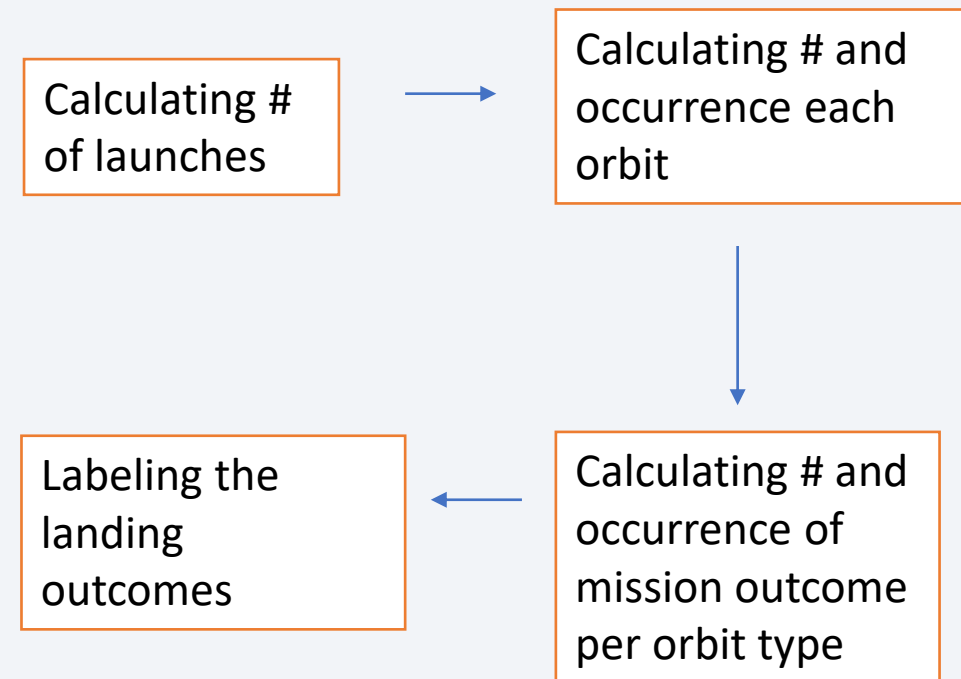 Calculating #
of launches
Calculating # and
occurrence each
orbit
Calculating # and
occurrence of
mission outcome
per orbit type
Labeling the
landing
outcomes